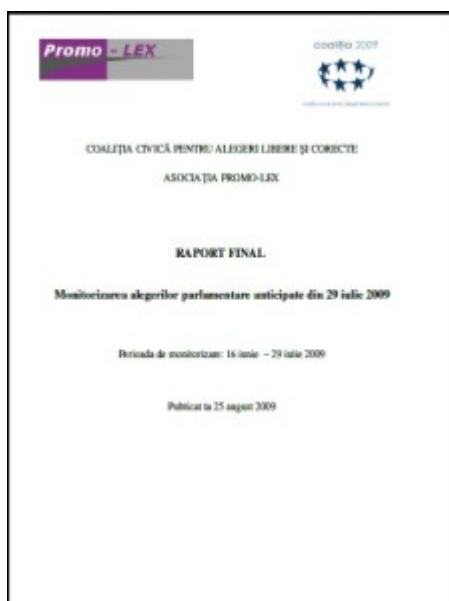 Promo - LEX
coaliția 2009
COALIȚIA CIVICĂ PENTRU ALEGERI LIBERE ȘI CORECTE
ASOCIAȚIA PROMO-LEX
RAPORT FINAL
Monitorizarea alegerilor parlamentare anticipate din 29 iulie 2009
Perioada de monitorizare: 16 iunie – 29 iulie 2009
Publicat la 25 august 2009